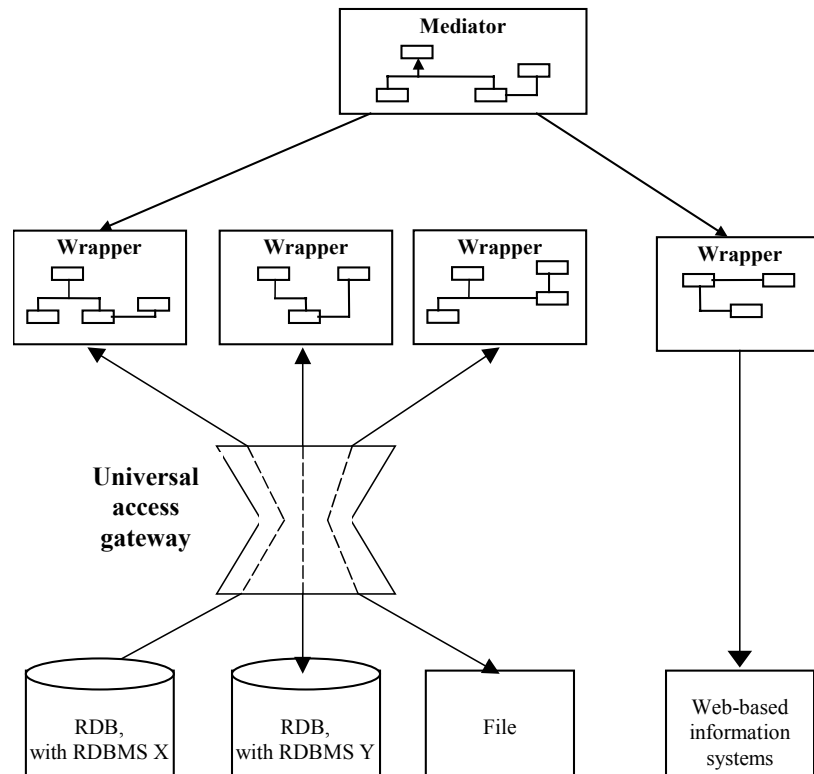 Mediator
Wrapper
Wrapper
Wrapper
Wrapper
Universal
access
gateway
RDB,
with RDBMS X
RDB,
with RDBMS Y
File
Web-based
information
systems